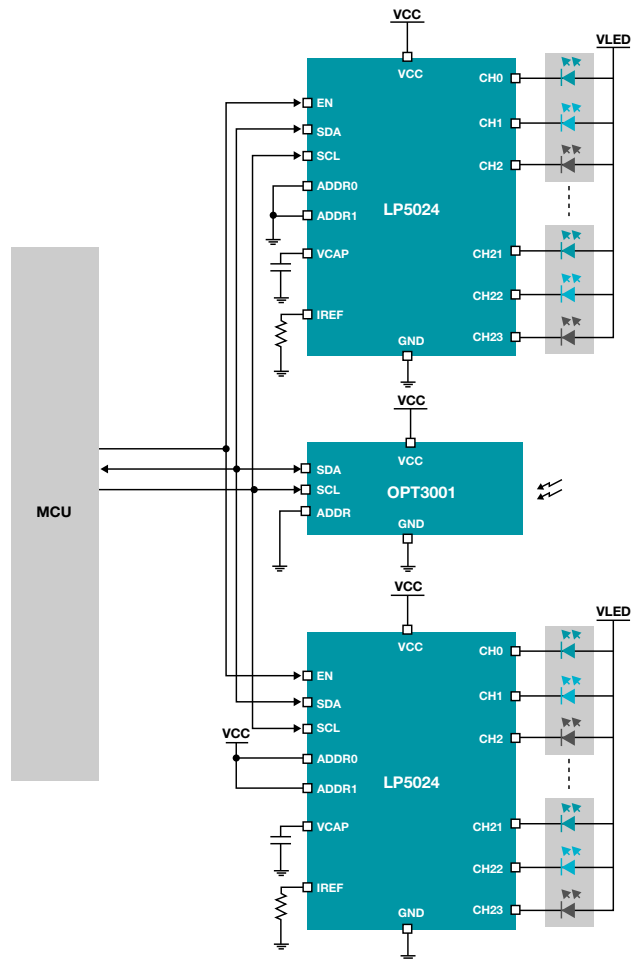 VCC
VLED
VCC
CH0
EN
SDA
CH1
SCL
CH2
ADDR0
LP5024
ADDR1
VCAP
CH21
CH22
IREF
CH23
GND
VCC
VCC
SDA
SCL
OPT3001
MCU
ADDR
GND
VCC
VLED
VCC
CH0
EN
CH1
SDA
SCL
VCC
CH2
ADDR0
LP5024
ADDR1
VCAP
CH21
CH22
IREF
CH23
GND